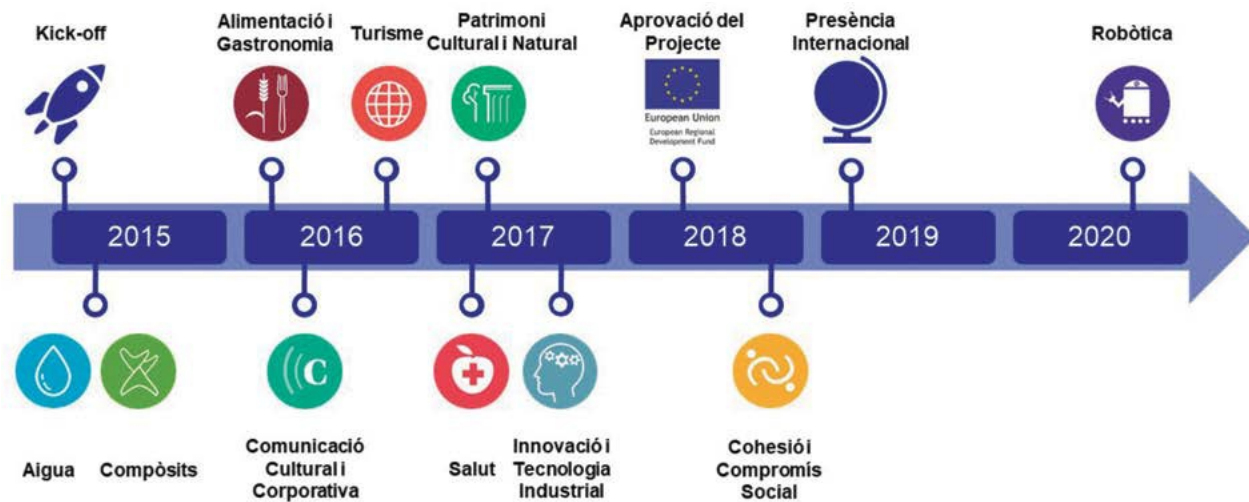 Kick-off
Alimentació i
Gastronomia
Turisme
Patrimoni
Cultural i Natural
Aprovació del
Projecte
European Union
European Regional
Development Fund
Presència
Internacional
Robòtica
2015
2016
2017
2018
2019
2020
Aigua
Compòsits
C
Comunicació
Cultural i
Corporativa
Salut
Innovació i
Tecnologia
Industrial
Cohesió i
Compromís
Social